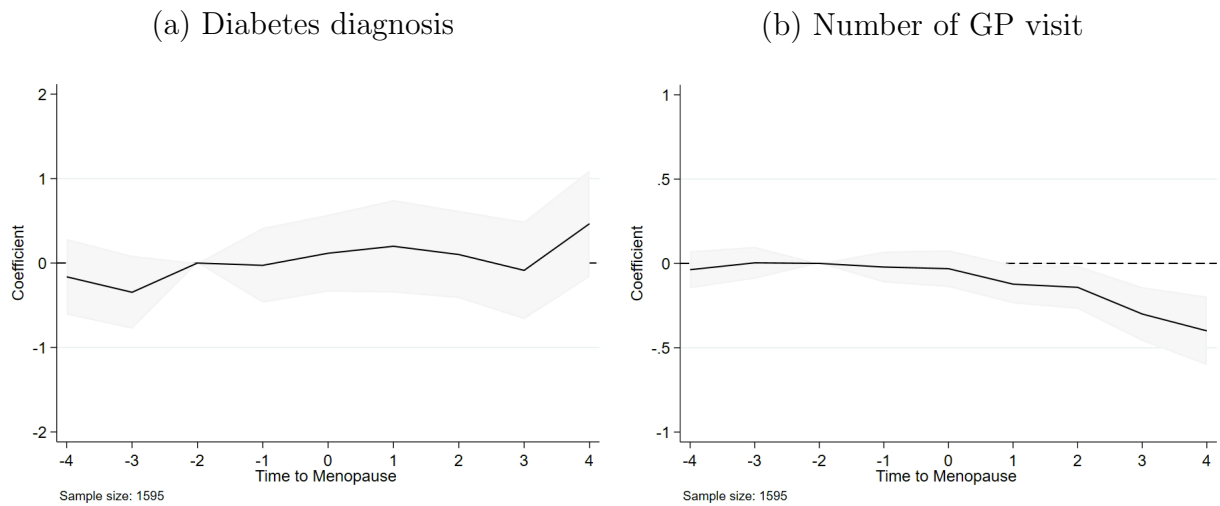 (a) Diabetes diagnosis
2
1
0
-1
-2
Coefficient
-4 -3 -2 -1 0 1 2 3 4
Time to Menopause
Sample size: 1595
(b) Number of GP visit
1
.5
0
-.5
-1
Coefficient
-4 -3 -2 -1 0 1 2 3 4
Time to Menopause
Sample size: 1595